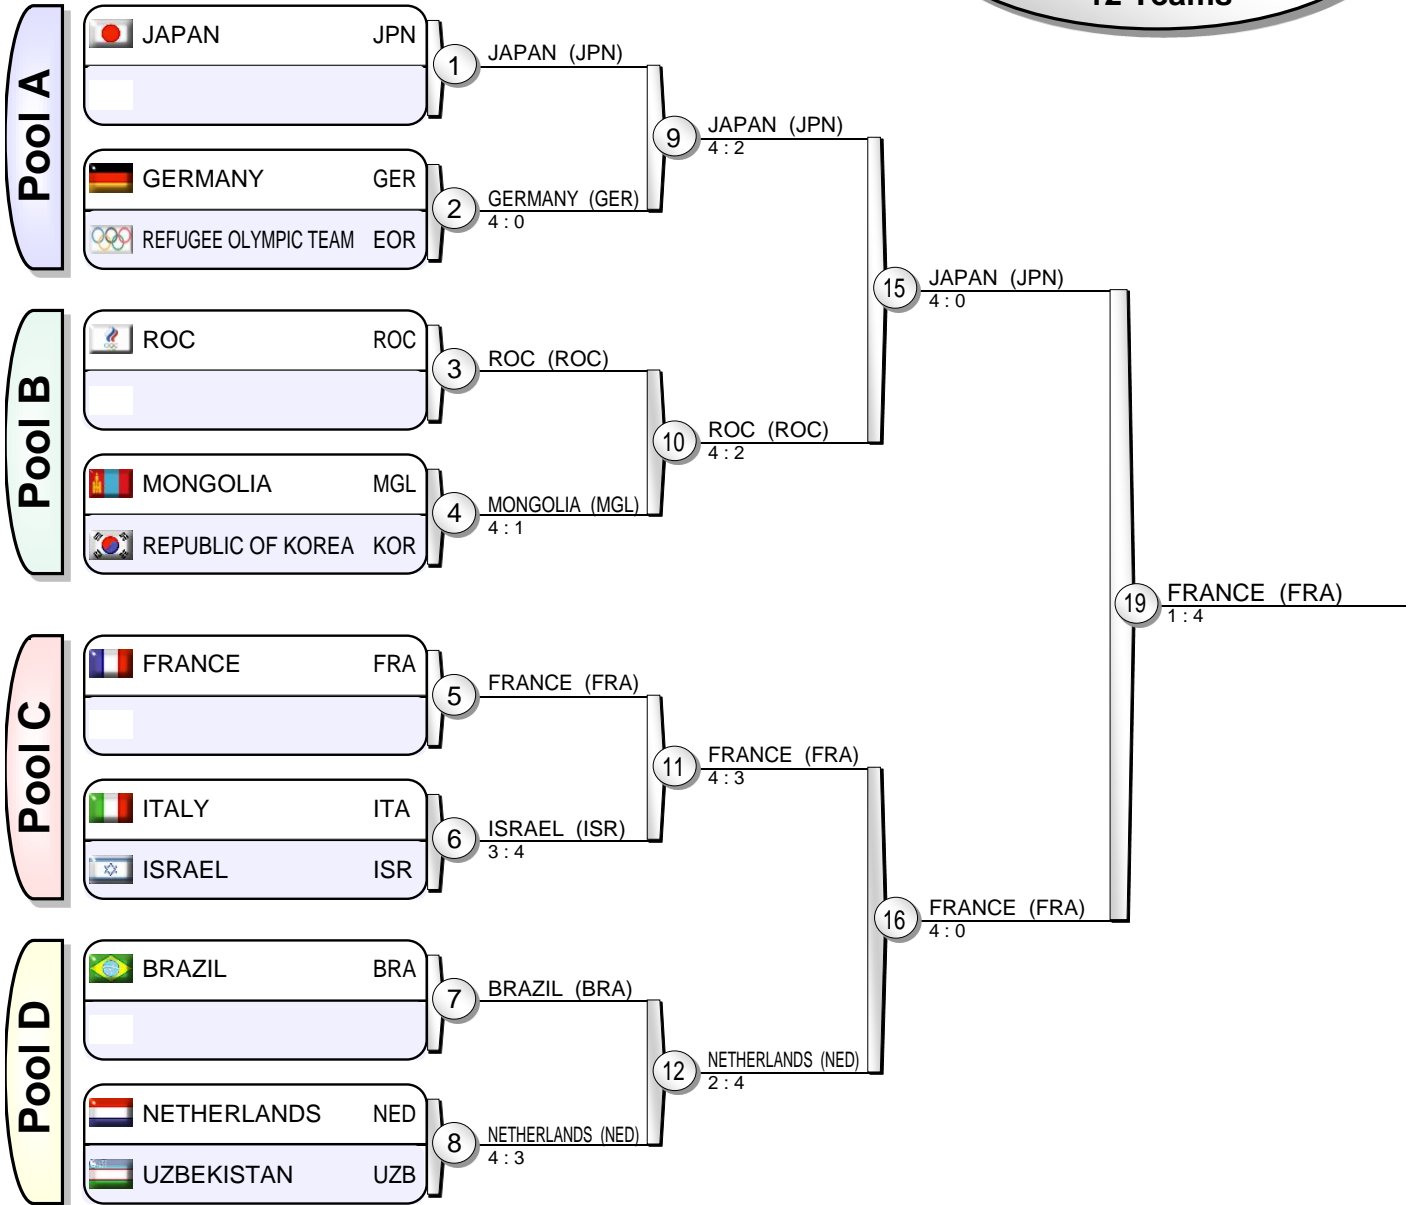 12 Teams
Pool A
JAPAN JPN
GERMANY GER
REFUGEE OLYMPIC TEAM EOR
1 JAPAN (JPN)
2 GERMANY (GER)
4 : 0
9 JAPAN (JPN)
4 : 2
Pool B
ROC ROC
MONGOLIA MGL
REPUBLIC OF KOREA KOR
3 ROC (ROC)
4 MONGOLIA (MGL)
4 : 1
10 ROC (ROC)
4 : 2
15 JAPAN (JPN)
4 : 0
Pool C
FRANCE FRA
ITALY ITA
ISRAEL ISR
5 FRANCE (FRA)
6 ISRAEL (ISR)
3 : 4
11 FRANCE (FRA)
4 : 3
Pool D
BRAZIL BRA
NETHERLANDS NED
UZBEKISTAN UZB
7 BRAZIL (BRA)
8 NETHERLANDS (NED)
4 : 3
12 NETHERLANDS (NED)
2 : 4
16 FRANCE (FRA)
4 : 0
19 FRANCE (FRA)
1 : 4